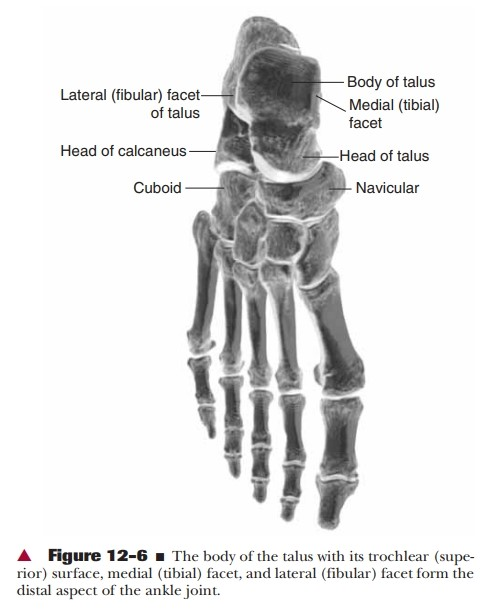 Lateral (fibular) facet
of talus
Body of talus
Medial (tibial)
facet
Head of calcaneus
Head of talus
Cuboid
Navicular
▲ Figure 12–6 ■ The body of the talus with its trochlear (supe-
rior) surface, medial (tibial) facet, and lateral (fibular) facet form the
distal aspect of the ankle joint.